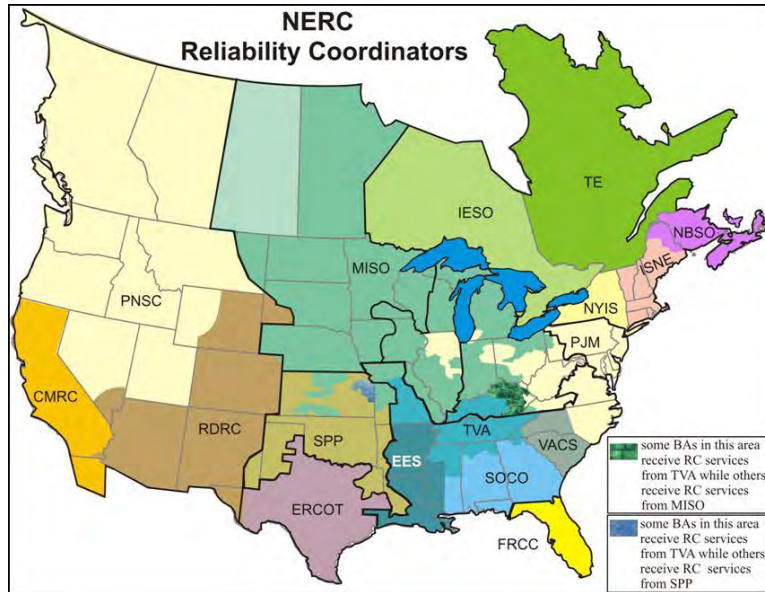 NERC
Reliability Coordinators
TE
IESO
NBSO
ISNE
MISO
PNSC
NYIS
PJM
CMRC
RDRC
SPP
TVA
EES
VACS
SOCO
ERCOT
FRCC
some BAs in this area
receive RC services
from TVA while others
receive RC services
from MISO
some BAs in this area
receive RC services
from TVA while others
receive RC services
from SPP